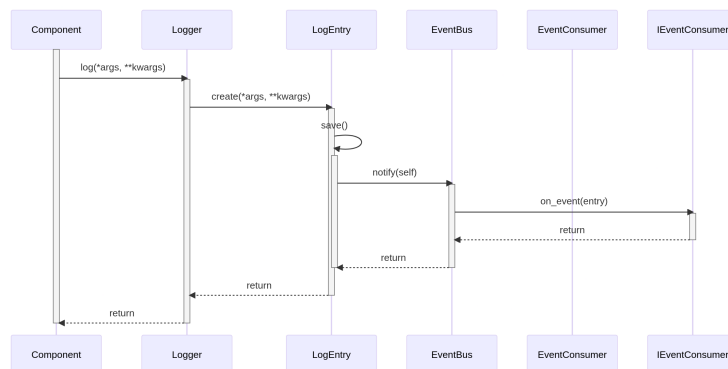 Component
Logger
LogEntry
EventBus
EventConsumer
IEventConsumer
log(*args, **kwargs)
create(*args, **kwargs)
save()
notify(self)
on_event(entry)
return
return
return
return
Component
Logger
LogEntry
EventBus
EventConsumer
IEventConsumer